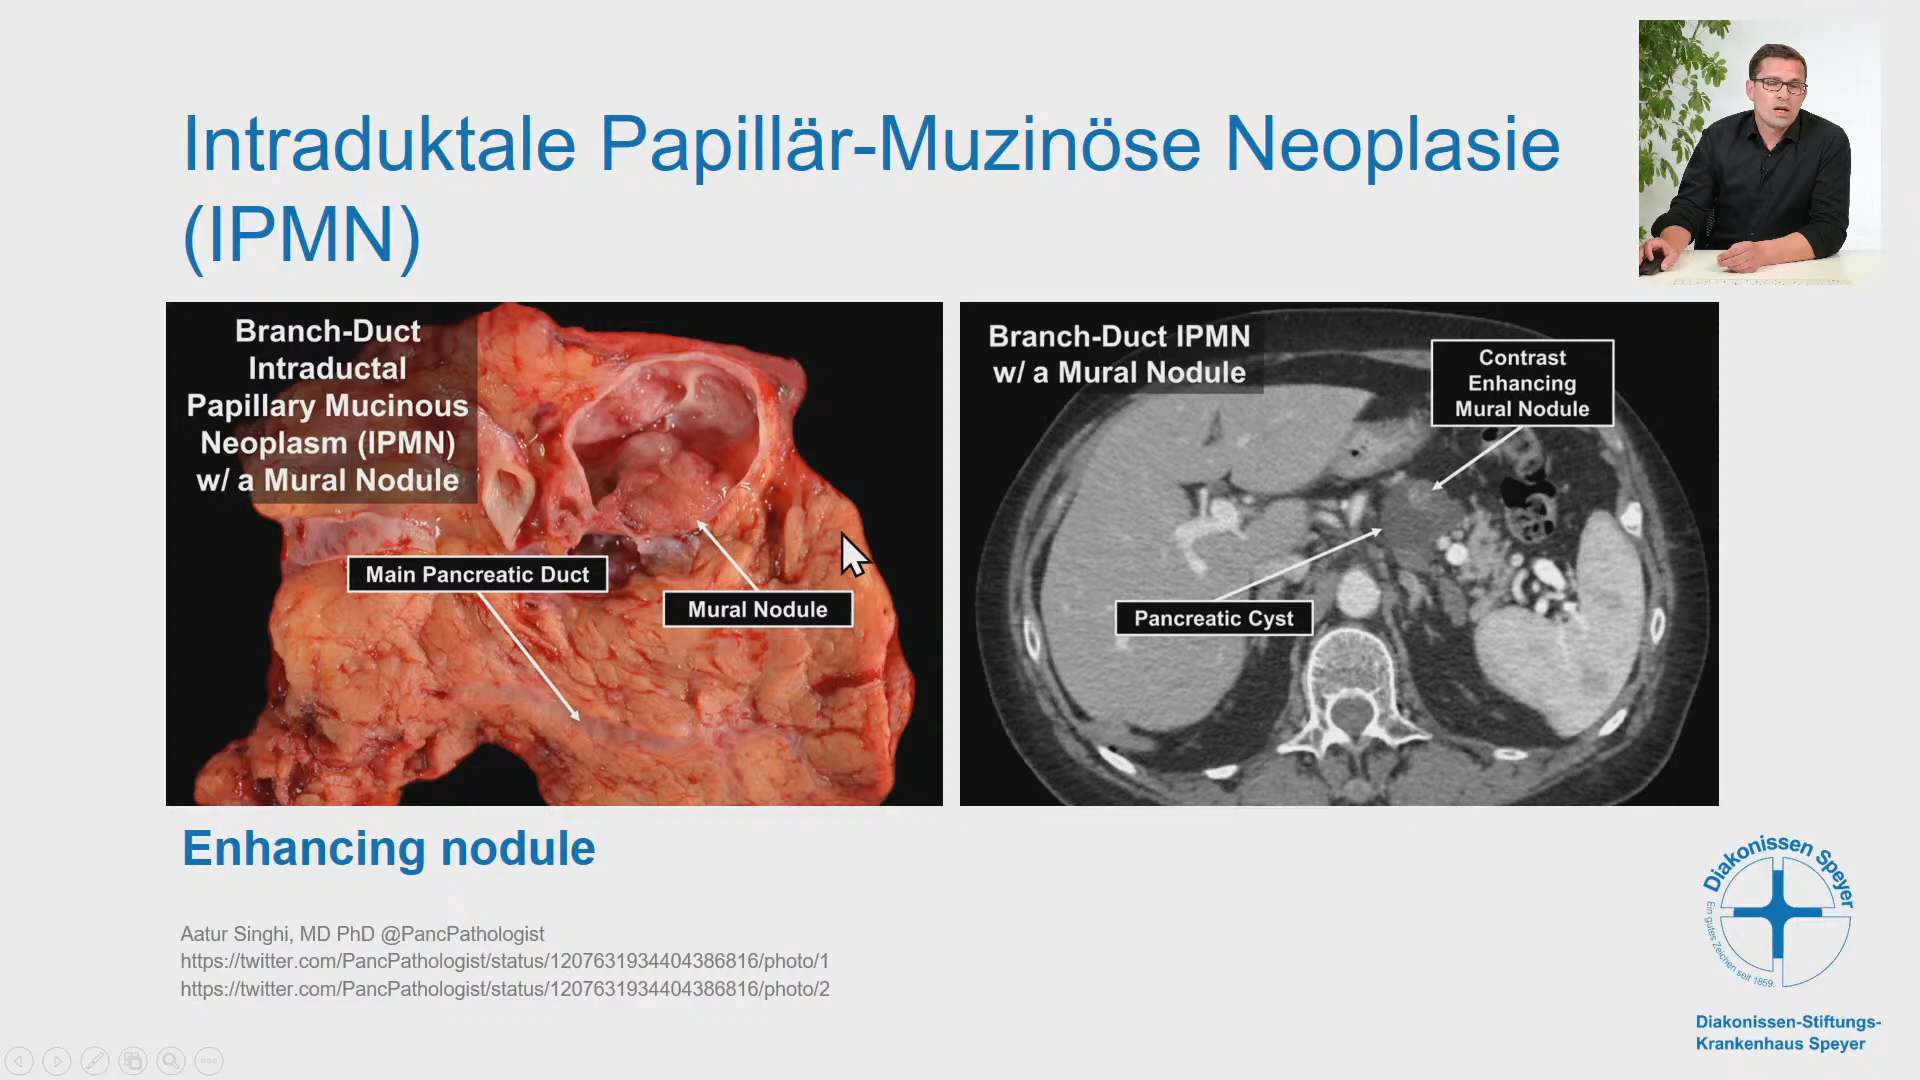 Intraduktale Papillär-Muzinöse Neoplasie
(IPMN)
Branch-Duct
Intraductal
Papillary Mucinous
Neoplasm (IPMN)
w/ a Mural Nodule
Main Pancreatic Duct
Mural Nodule
Branch-Duct IPMN
w/ a Mural Nodule
Contrast
Enhancing
Mural Nodule
Pancreatic Cyst
Enhancing nodule
Aatur Singhi, MD PhD @PancPathologist
https://twitter.com/PancPathologist/status/1207631934404386816/photo/1
https://twitter.com/PancPathologist/status/1207631934404386816/photo/2
Diakonissen Speyer
Ein gutes Zeichen seit 1859.
Diakonissen-Stiftungs-
Krankenhaus Speyer